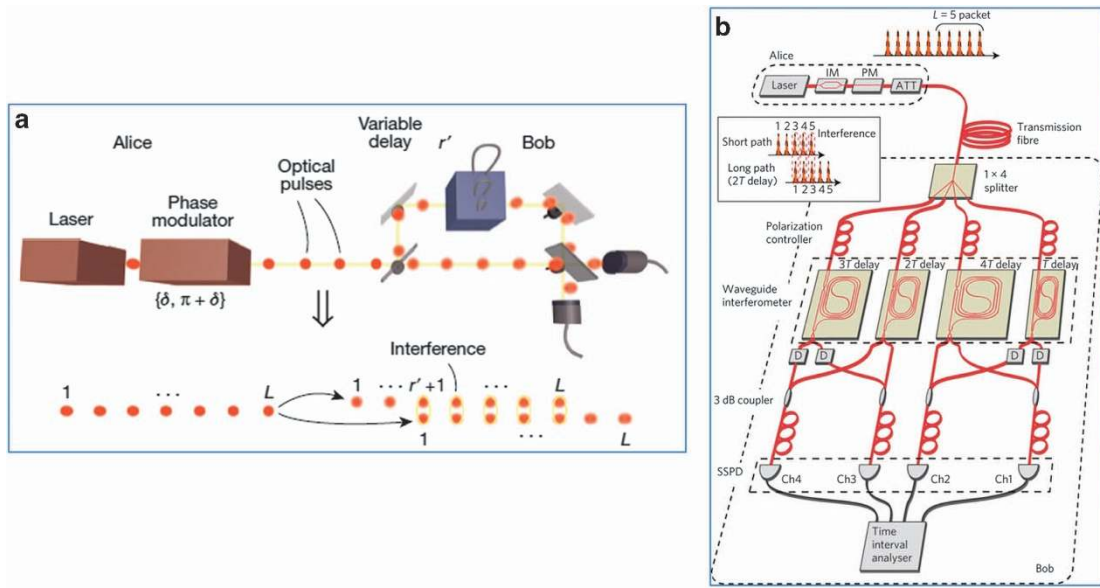 a
Alice
Variable
delay
r'
Bob
Optical
pulses
Laser
Phase
modulator
{δ, π + δ}
Interference
1
...
L
1
... r' +1
...
L
1
...
L
b
L = 5 packet
Alice
Laser
IM
PM
ATT
1 2 3 4 5
Interference
Short path
Long path
(2T delay)
1 2 3 4 5
Transmission
fibre
1 × 4
splitter
Polarization
controller
3T delay
2T delay
4T delay
T delay
Waveguide
interferometer
D
D
D
D
3 dB coupler
SSPD
Ch4
Ch3
Ch2
Ch1
Time
interval
analyser
Bob